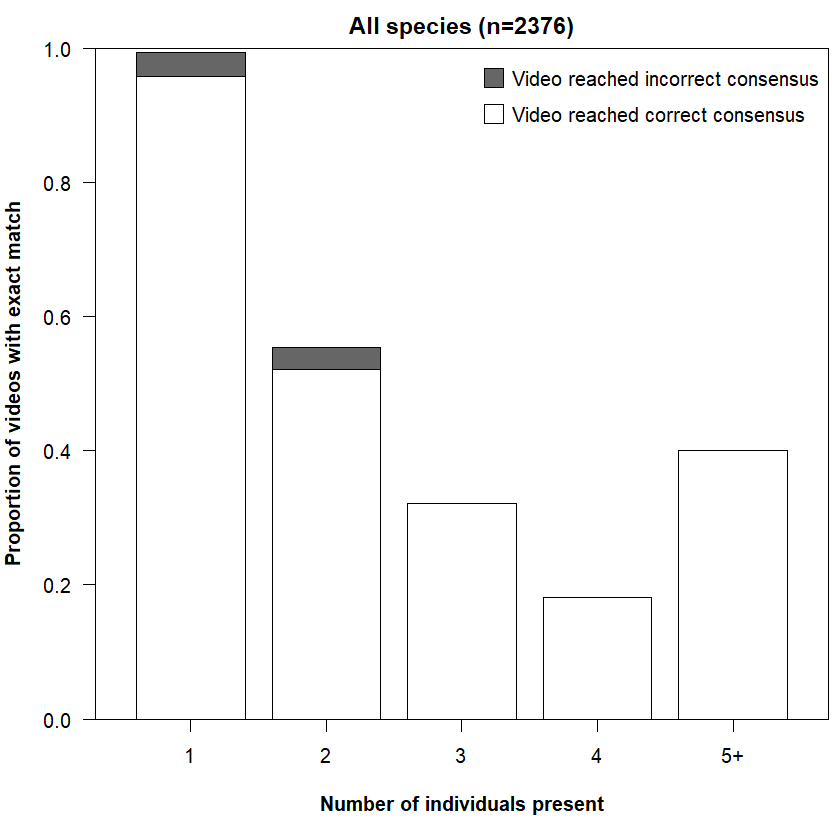 All species (n=2376)
Video reached incorrect consensus
Video reached correct consensus
Proportion of videos with exact match
1.0
0.8
0.6
0.4
0.2
0.0
1 2 3 4 5+
Number of individuals present